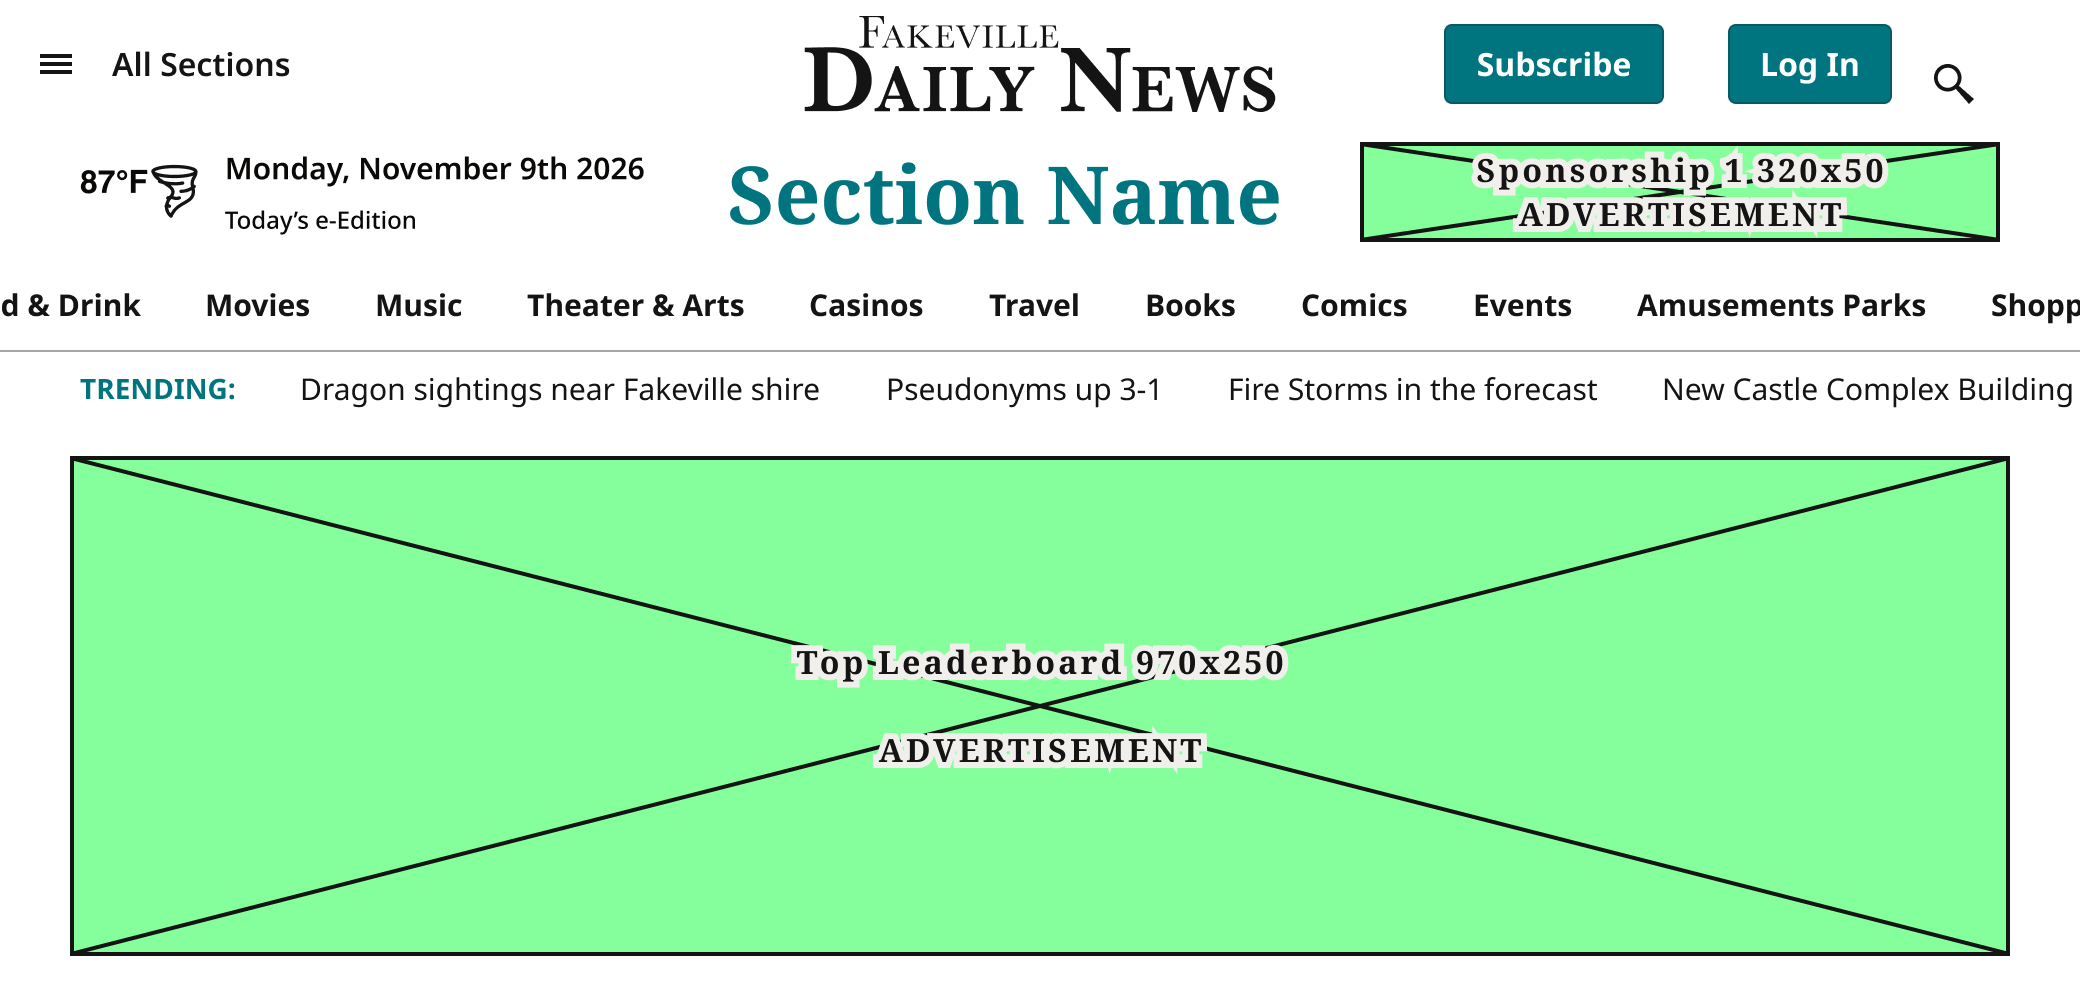 All Sections
FAKEVILLE
DAILY NEWS
Subscribe
Log In
87°F
Monday, November 9th 2026
Today's e-Edition
Section Name
Sponsorship 1 320x50
ADVERTISEMENT
d & Drink Movies Music Theater & Arts Casinos Travel Books Comics Events Amusements Parks Shopp
TRENDING: Dragon sightings near Fakeville shire Pseudonyms up 3-1 Fire Storms in the forecast New Castle Complex Building
Top Leaderboard 970x250
ADVERTISEMENT